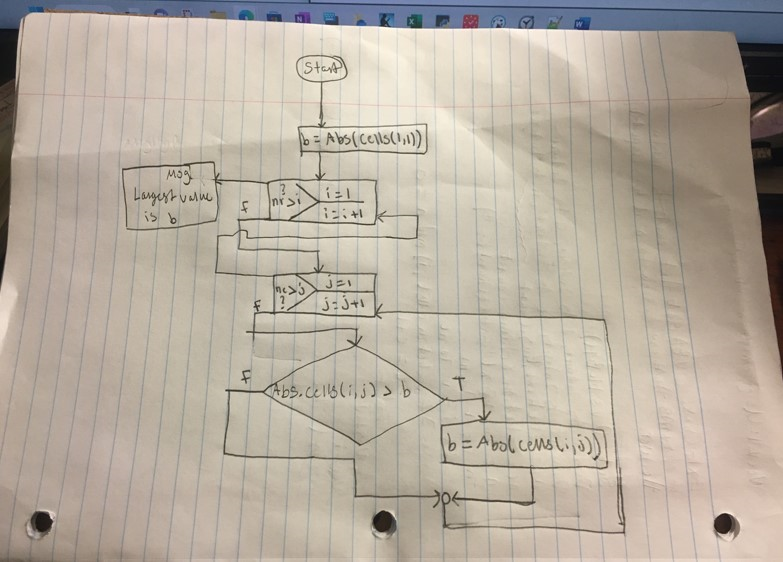 Start
b = Abs(cells(1,1))
Msg
Largest value
is b
?
nr>i
i=1
i=i+1
F
nc>j
?
j=1
j=j+1
F
F
Abs.cells(i,j) > b
T
b = Abs(cells(i,j))